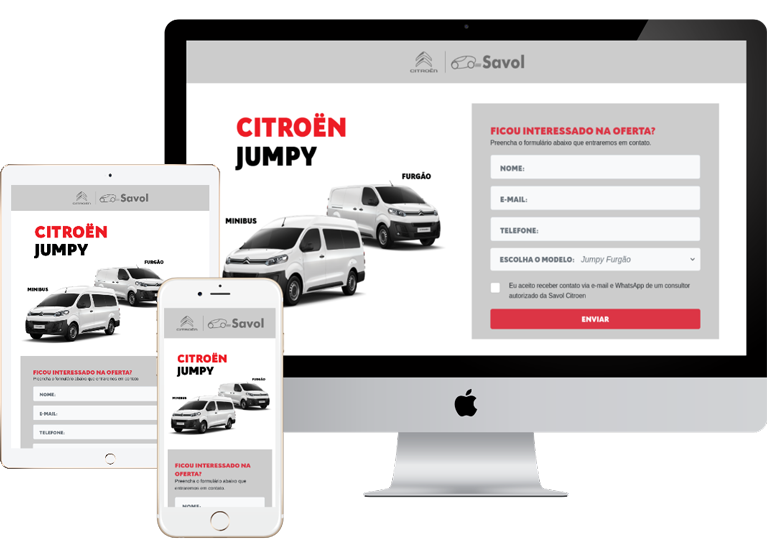 CITROËN
Savol
CITROËN
JUMPY
FURGÃO
MINIBUS
FICOU INTERESSADO NA OFERTA?
Preencha o formulário abaixo que entraremos em contato.
NOME:
E-MAIL:
TELEFONE:
ESCOLHA O MODELO: Jumpy Furgão
Eu aceito receber contato via e-mail e WhatsApp de um consultor
autorizado da Savol Citroen
ENVIAR
CITROËN
Savol
CITROËN
JUMPY
FURGÃO
MINIBUS
FICOU INTERESSADO NA OFERTA?
Preencha o formulário abaixo que entraremos em contato.
NOME:
E-MAIL:
TELEFONE:
CITROËN
Savol
CITROËN
JUMPY
FURGÃO
MINIBUS
FICOU INTERESSADO NA
OFERTA?
Preencha o formulário abaixo que
entraremos em contato.
NOME: